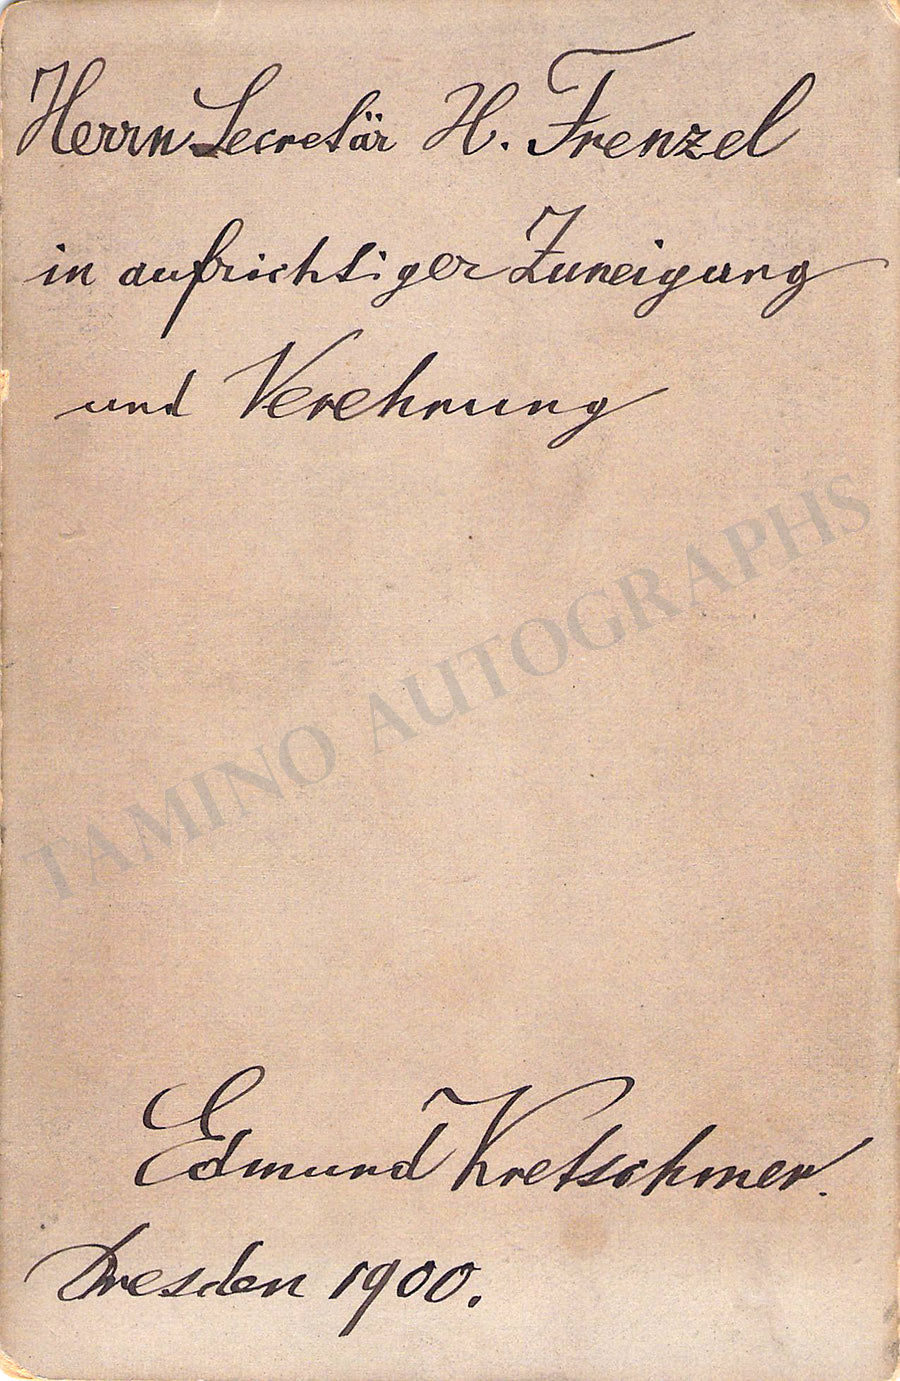 Herrn Secretär H. Frenzel
in aufrichtiger Zuneigung
und Verehrung
TAMINO AUTOGRAPHS
Edmund Kretschmer.
Dresden 1900.